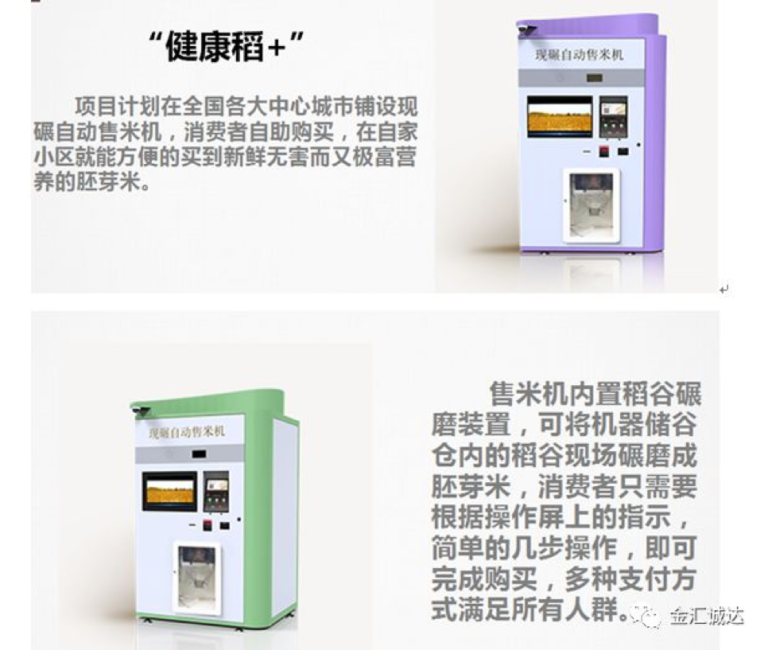 “健康稻+”
现碾自动售米机
项目计划在全国各大中心城市铺设现
碾自动售米机，消费者自助购买，在自家
小区就能方便的买到新鲜无害而又极富营
养的胚芽米。
现碾自动售米机
售米机内置稻谷碾
磨装置，可将机器储谷
仓内的稻谷现场碾磨成
胚芽米，消费者只需要
根据操作屏上的指示，
简单的几步操作，即可
完成购买，多种支付方
式满足所有人群。
金汇诚达